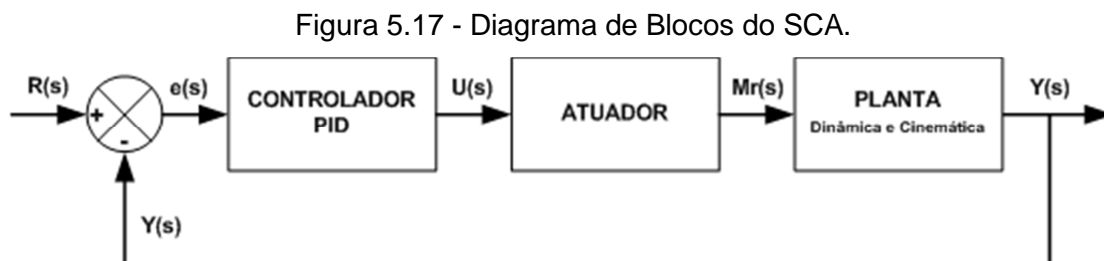 Figura 5.17 - Diagrama de Blocos do SCA.
R(s)
e(s)
CONTROLADOR
PID
U(s)
ATUADOR
Mr(s)
PLANTA
Dinâmica e Cinemática
Y(s)
+
-
Y(s)